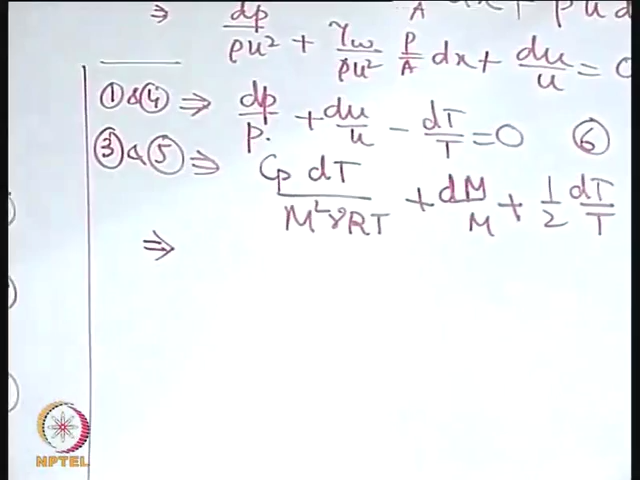 ⇒ dp/ρu² + τw/ρu² P/A dx + du/u = 0
① & ④ ⇒ dp/p. + du/u − dT/T = 0 ⑥
③ & ⑤ ⇒ Cp dT/M²γRT + dM/M + 1/2 dT/T
⇒
NPTEL